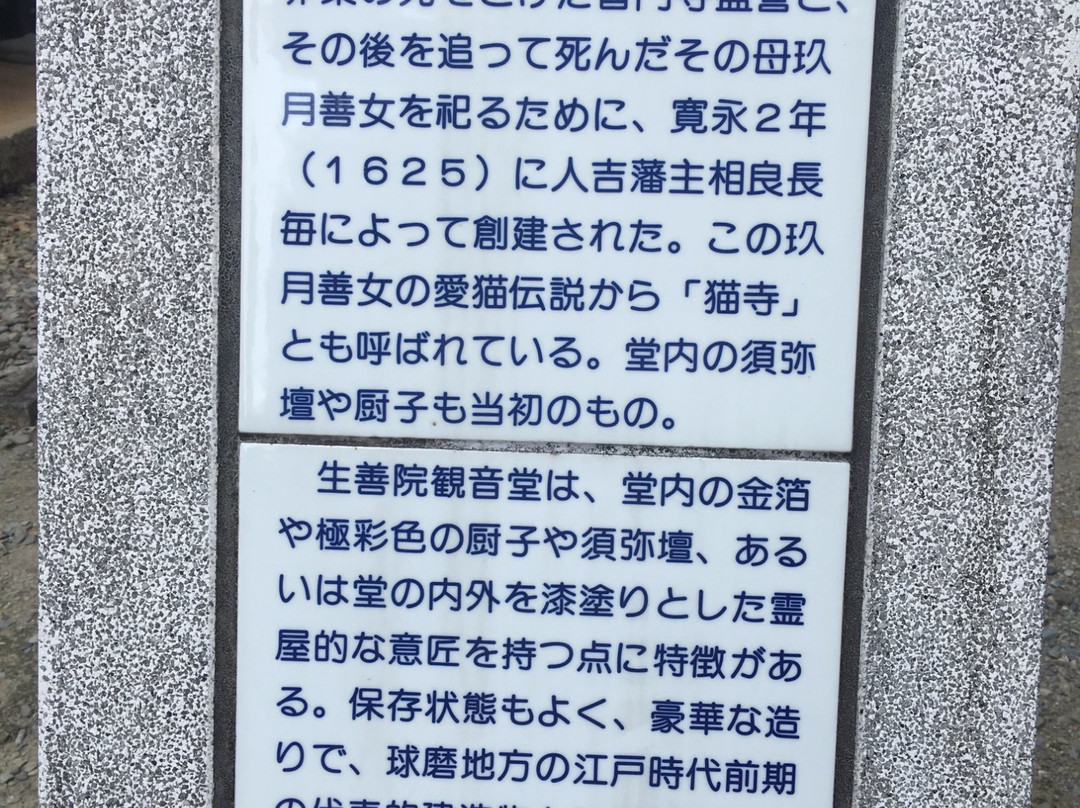 その後を追って死んだその母玖
月善女を祀るために、寛永２年
（１６２５）に人吉藩主相良長
毎によって創建された。この玖
月善女の愛猫伝説から「猫寺」
とも呼ばれている。堂内の須弥
壇や厨子も当初のもの。
生善院観音堂は、堂内の金箔
や極彩色の厨子や須弥壇、ある
いは堂の内外を漆塗りとした霊
屋的な意匠を持つ点に特徴があ
る。保存状態もよく、豪華な造
りで、球磨地方の江戸時代前期